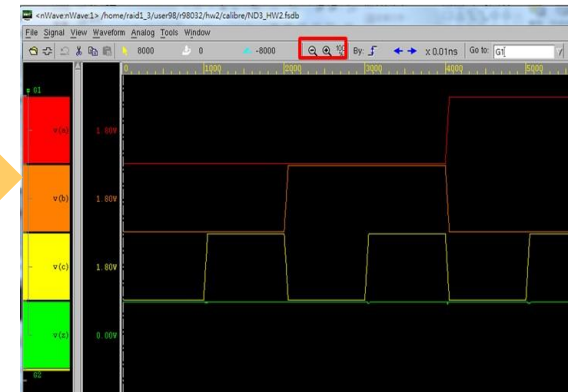 <nWave:nWave:1> /home/raid1_3/user98/r98032/hw2/calibre/ND3_HW2.fsdb
File Signal View Waveform Analog Tools Window
8000 0 -8000 100 % By: x 0.01ns Go to: G1
0 1000 2000 3000 4000 5000
G1
v(a) 1.80V
v(b) 1.80V
v(c) 1.80V
v(z) 0.00V
G2